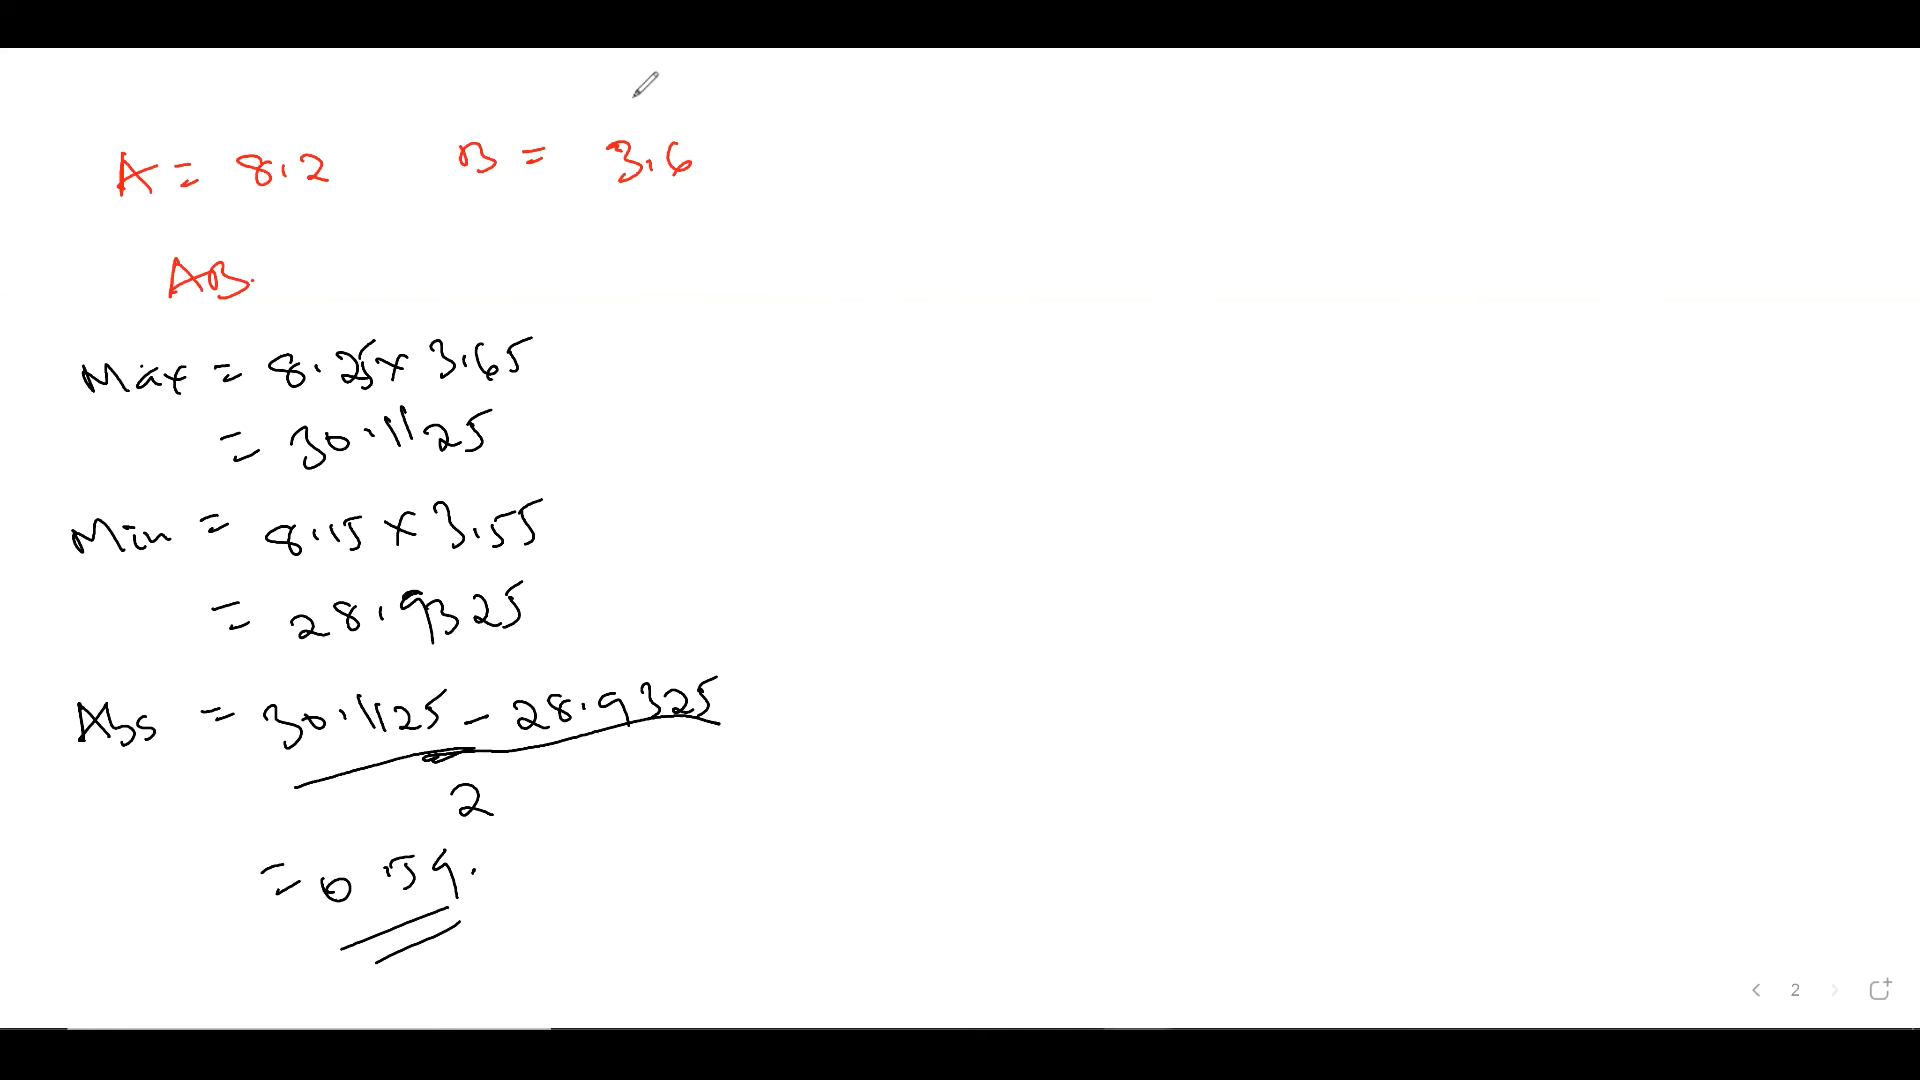 A = 8.2 B = 3.6
AB.
Max = 8.25 x 3.65
= 30.1125
Min = 8.15 x 3.55
= 28.9325
Abs = 30.1125 - 28.9325
2
= 0.59.
2